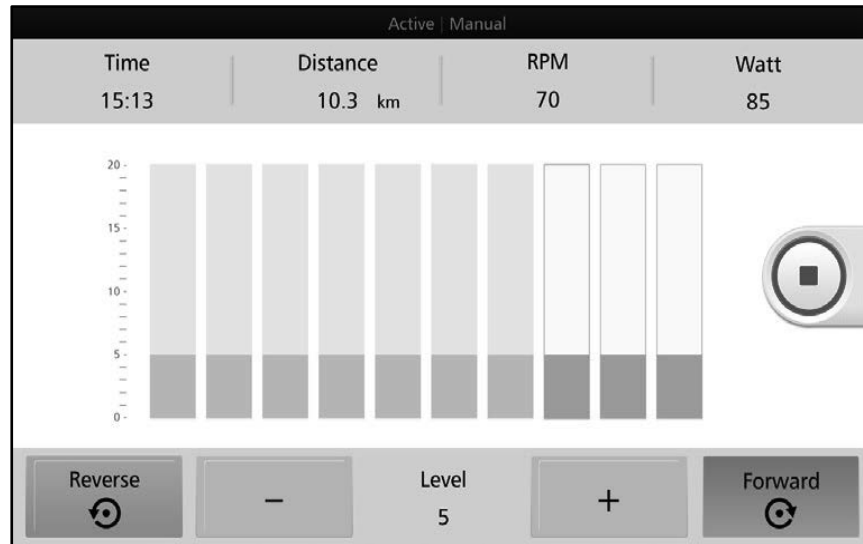 Active | Manual
Time Distance RPM Watt
15:13 10.3 km 70 85
20
15
10
5
0
Reverse - Level + Forward
5